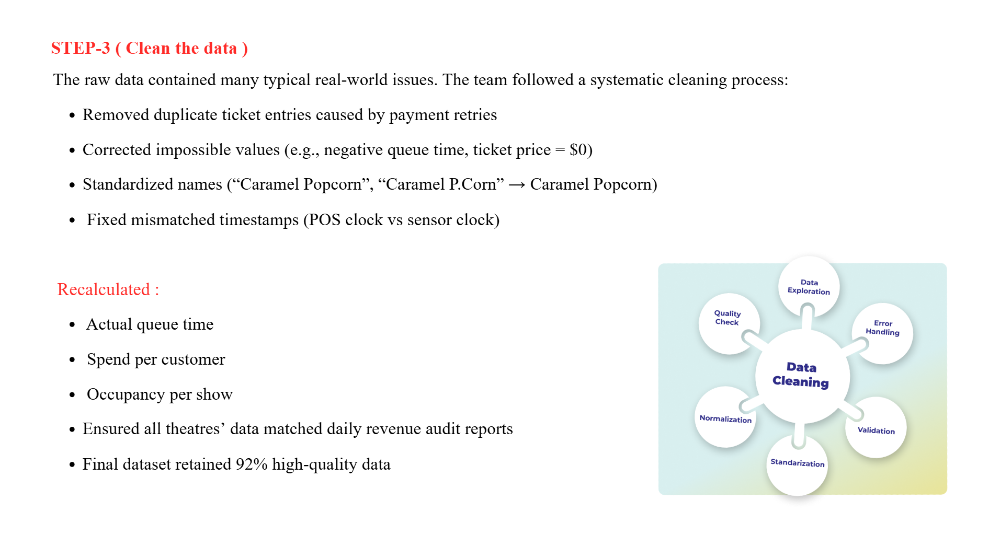 STEP-3 ( Clean the data )
The raw data contained many typical real-world issues. The team followed a systematic cleaning process:
• Removed duplicate ticket entries caused by payment retries
• Corrected impossible values (e.g., negative queue time, ticket price = $0)
• Standardized names (“Caramel Popcorn”, “Caramel P.Corn” → Caramel Popcorn)
• Fixed mismatched timestamps (POS clock vs sensor clock)
Recalculated :
• Actual queue time
• Spend per customer
• Occupancy per show
• Ensured all theatres’ data matched daily revenue audit reports
• Final dataset retained 92% high-quality data
Data
Exploration
Quality
Check
Error
Handling
Data
Cleaning
Normalization
Validation
Standarization